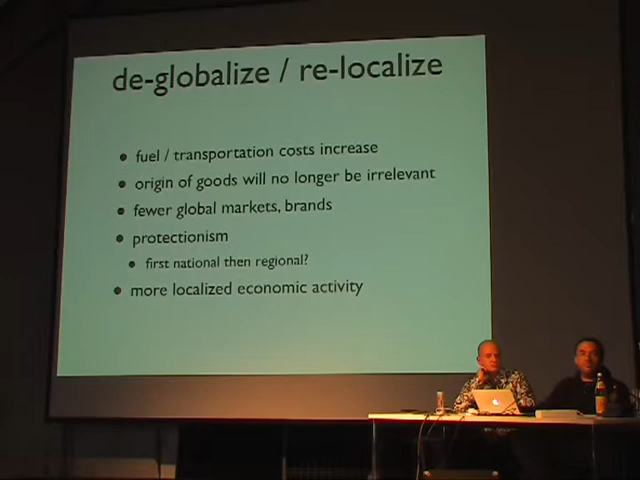 de-globalize / re-localize
fuel / transportation costs increase
origin of goods will no longer be irrelevant
fewer global markets, brands
protectionism
first national then regional?
more localized economic activity